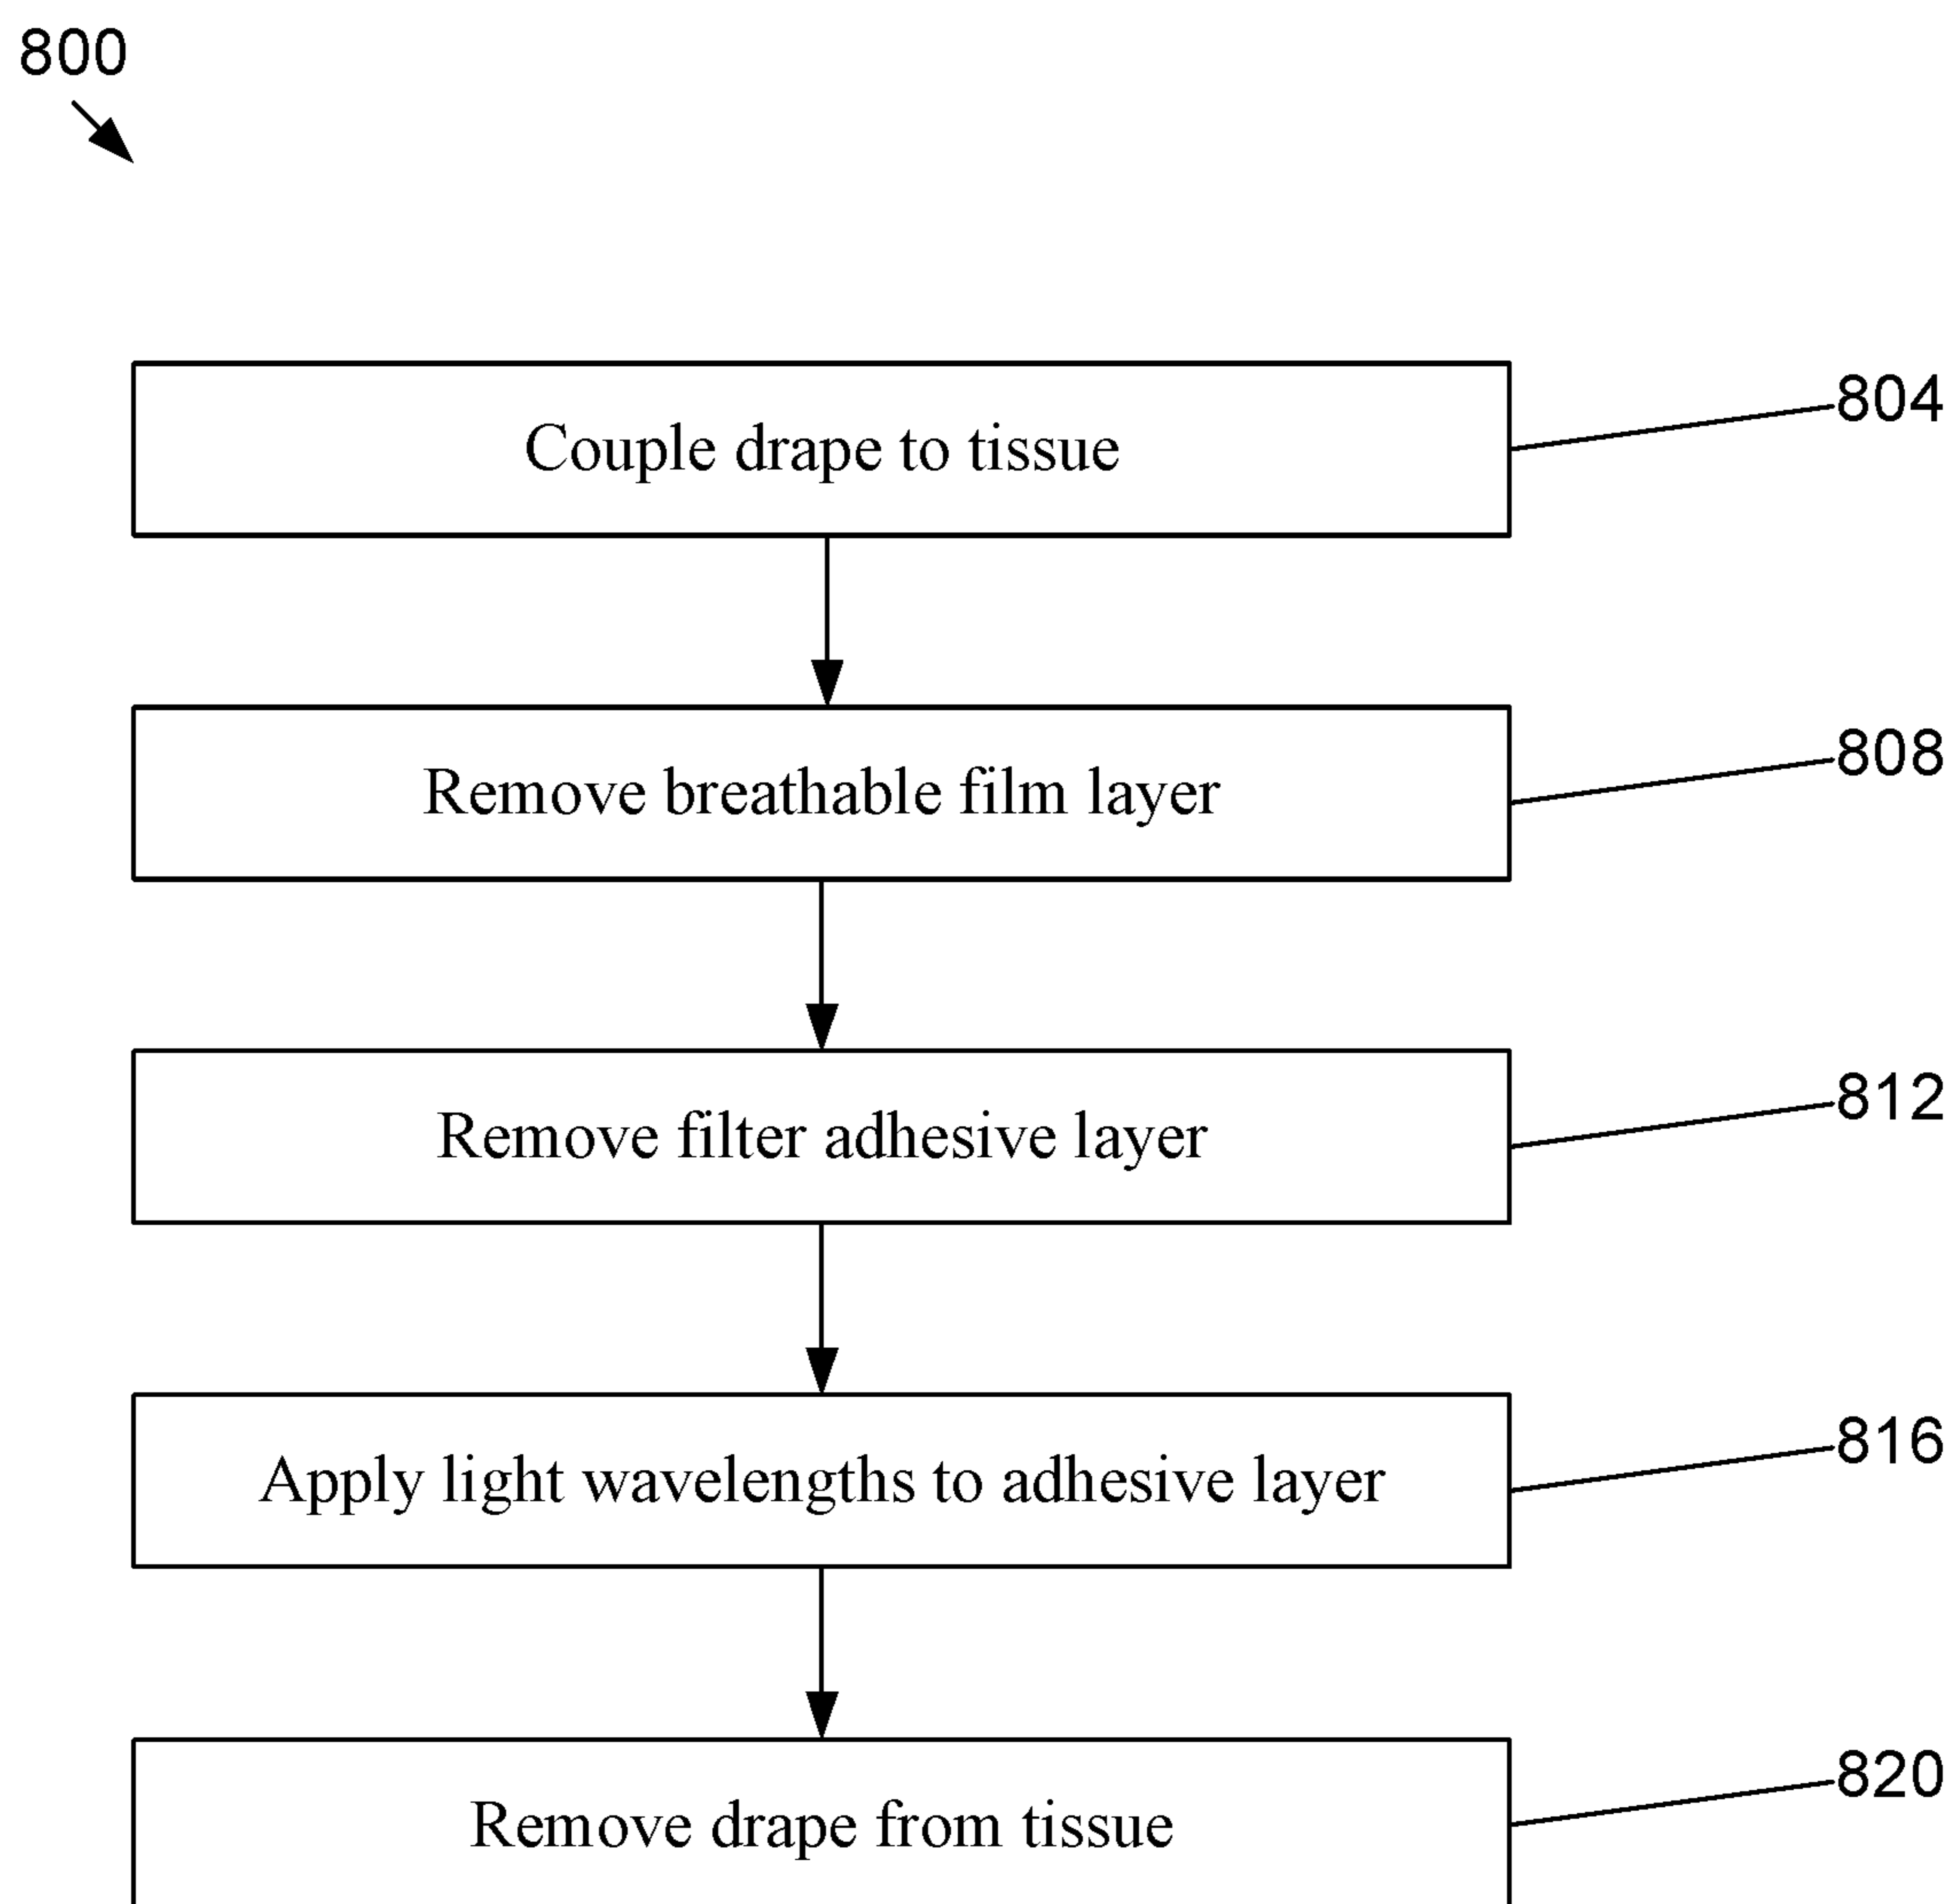 800
Couple drape to tissue
804
Remove breathable film layer
808
Remove filter adhesive layer
812
Apply light wavelengths to adhesive layer
816
Remove drape from tissue
820